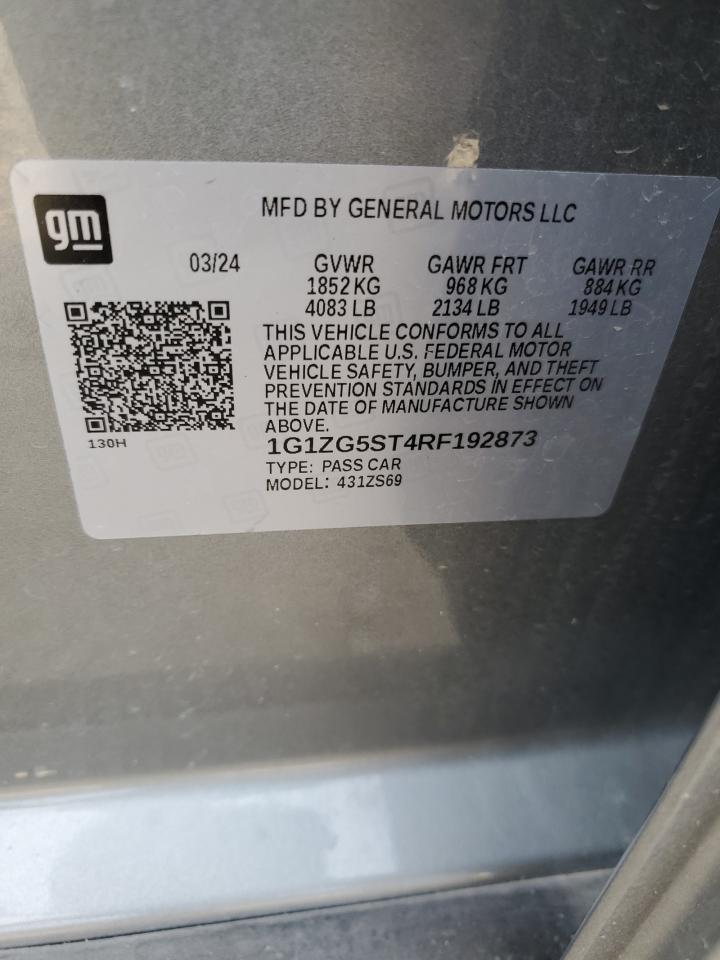 gm
MFD BY GENERAL MOTORS LLC
03/24 GVWR GAWR FRT GAWR RR
1852 KG 968 KG 884 KG
4083 LB 2134 LB 1949 LB
THIS VEHICLE CONFORMS TO ALL
APPLICABLE U.S. FEDERAL MOTOR
VEHICLE SAFETY, BUMPER, AND THEFT
PREVENTION STANDARDS IN EFFECT ON
THE DATE OF MANUFACTURE SHOWN
ABOVE.
130H
1G1ZG5ST4RF192873
TYPE: PASS CAR
MODEL: 431ZS69